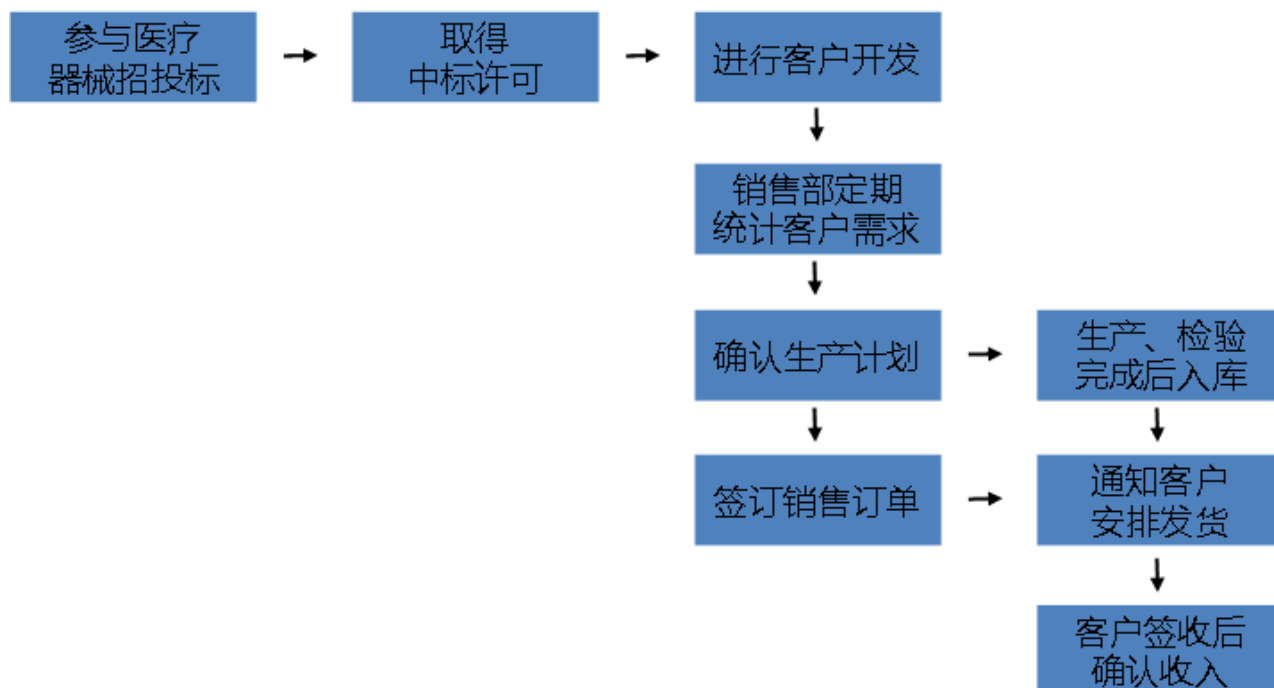 参与医疗
器械招投标
取得
中标许可
进行客户开发
销售部定期
统计客户需求
确认生产计划
生产、检验
完成后入库
签订销售订单
通知客户
安排发货
客户签收后
确认收入